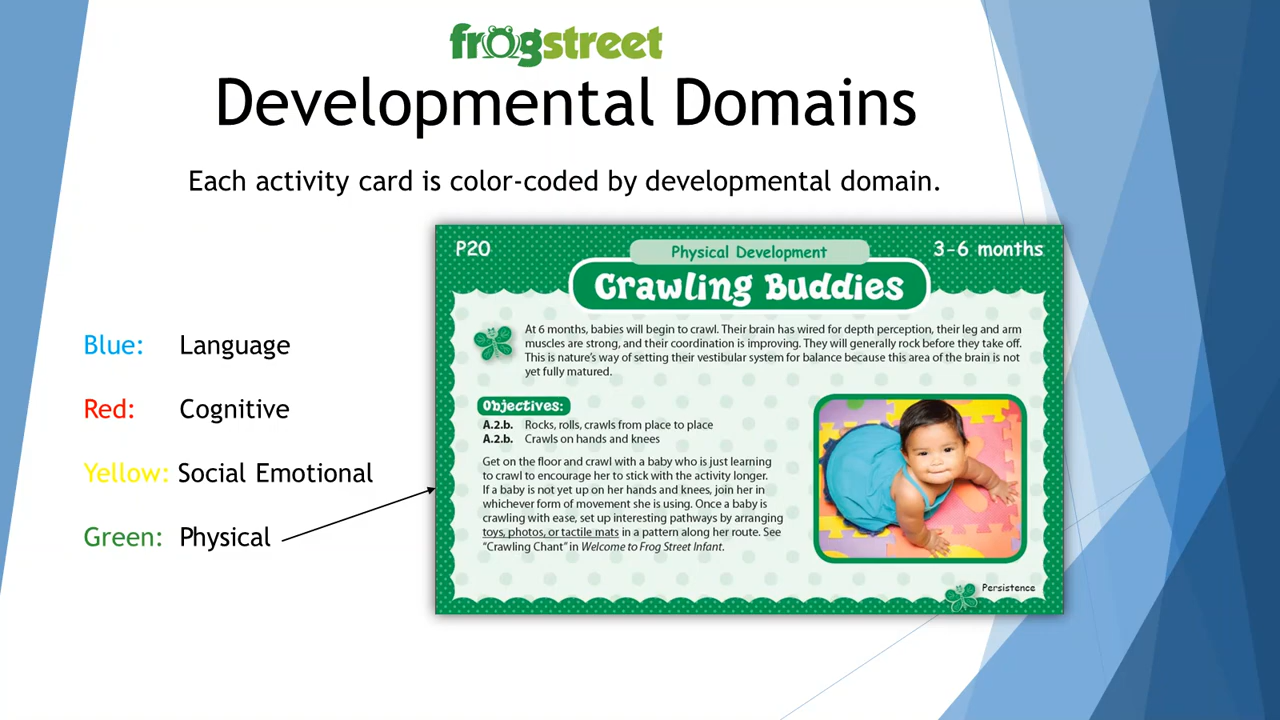 frogstreet
Developmental Domains
Each activity card is color-coded by developmental domain.
Blue: Language
Red: Cognitive
Yellow: Social Emotional
Green: Physical
P20
Physical Development
3-6 months
Crawling Buddies
At 6 months, babies will begin to crawl. Their brain has wired for depth perception, their leg and arm
muscles are strong, and their coordination is improving. They will generally rock before they take off.
This is nature's way of setting their vestibular system for balance because this area of the brain is not
yet fully matured.
Objectives:
A.2.b. Rocks, rolls, crawls from place to place
A.2.b. Crawls on hands and knees
Get on the floor and crawl with a baby who is just learning
to crawl to encourage her to stick with the activity longer.
If a baby is not yet up on her hands and knees, join her in
whichever form of movement she is using. Once a baby is
crawling with ease, set up interesting pathways by arranging
toys, photos, or tactile mats in a pattern along her route. See
"Crawling Chant" in Welcome to Frog Street Infant.
Persistence